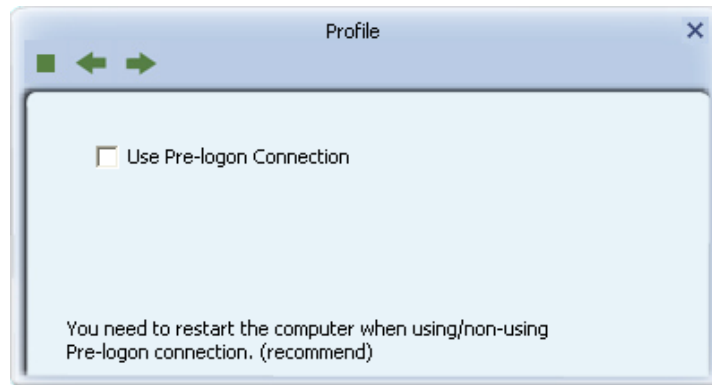 Profile
Use Pre-logon Connection
You need to restart the computer when using/non-using
Pre-logon connection. (recommend)